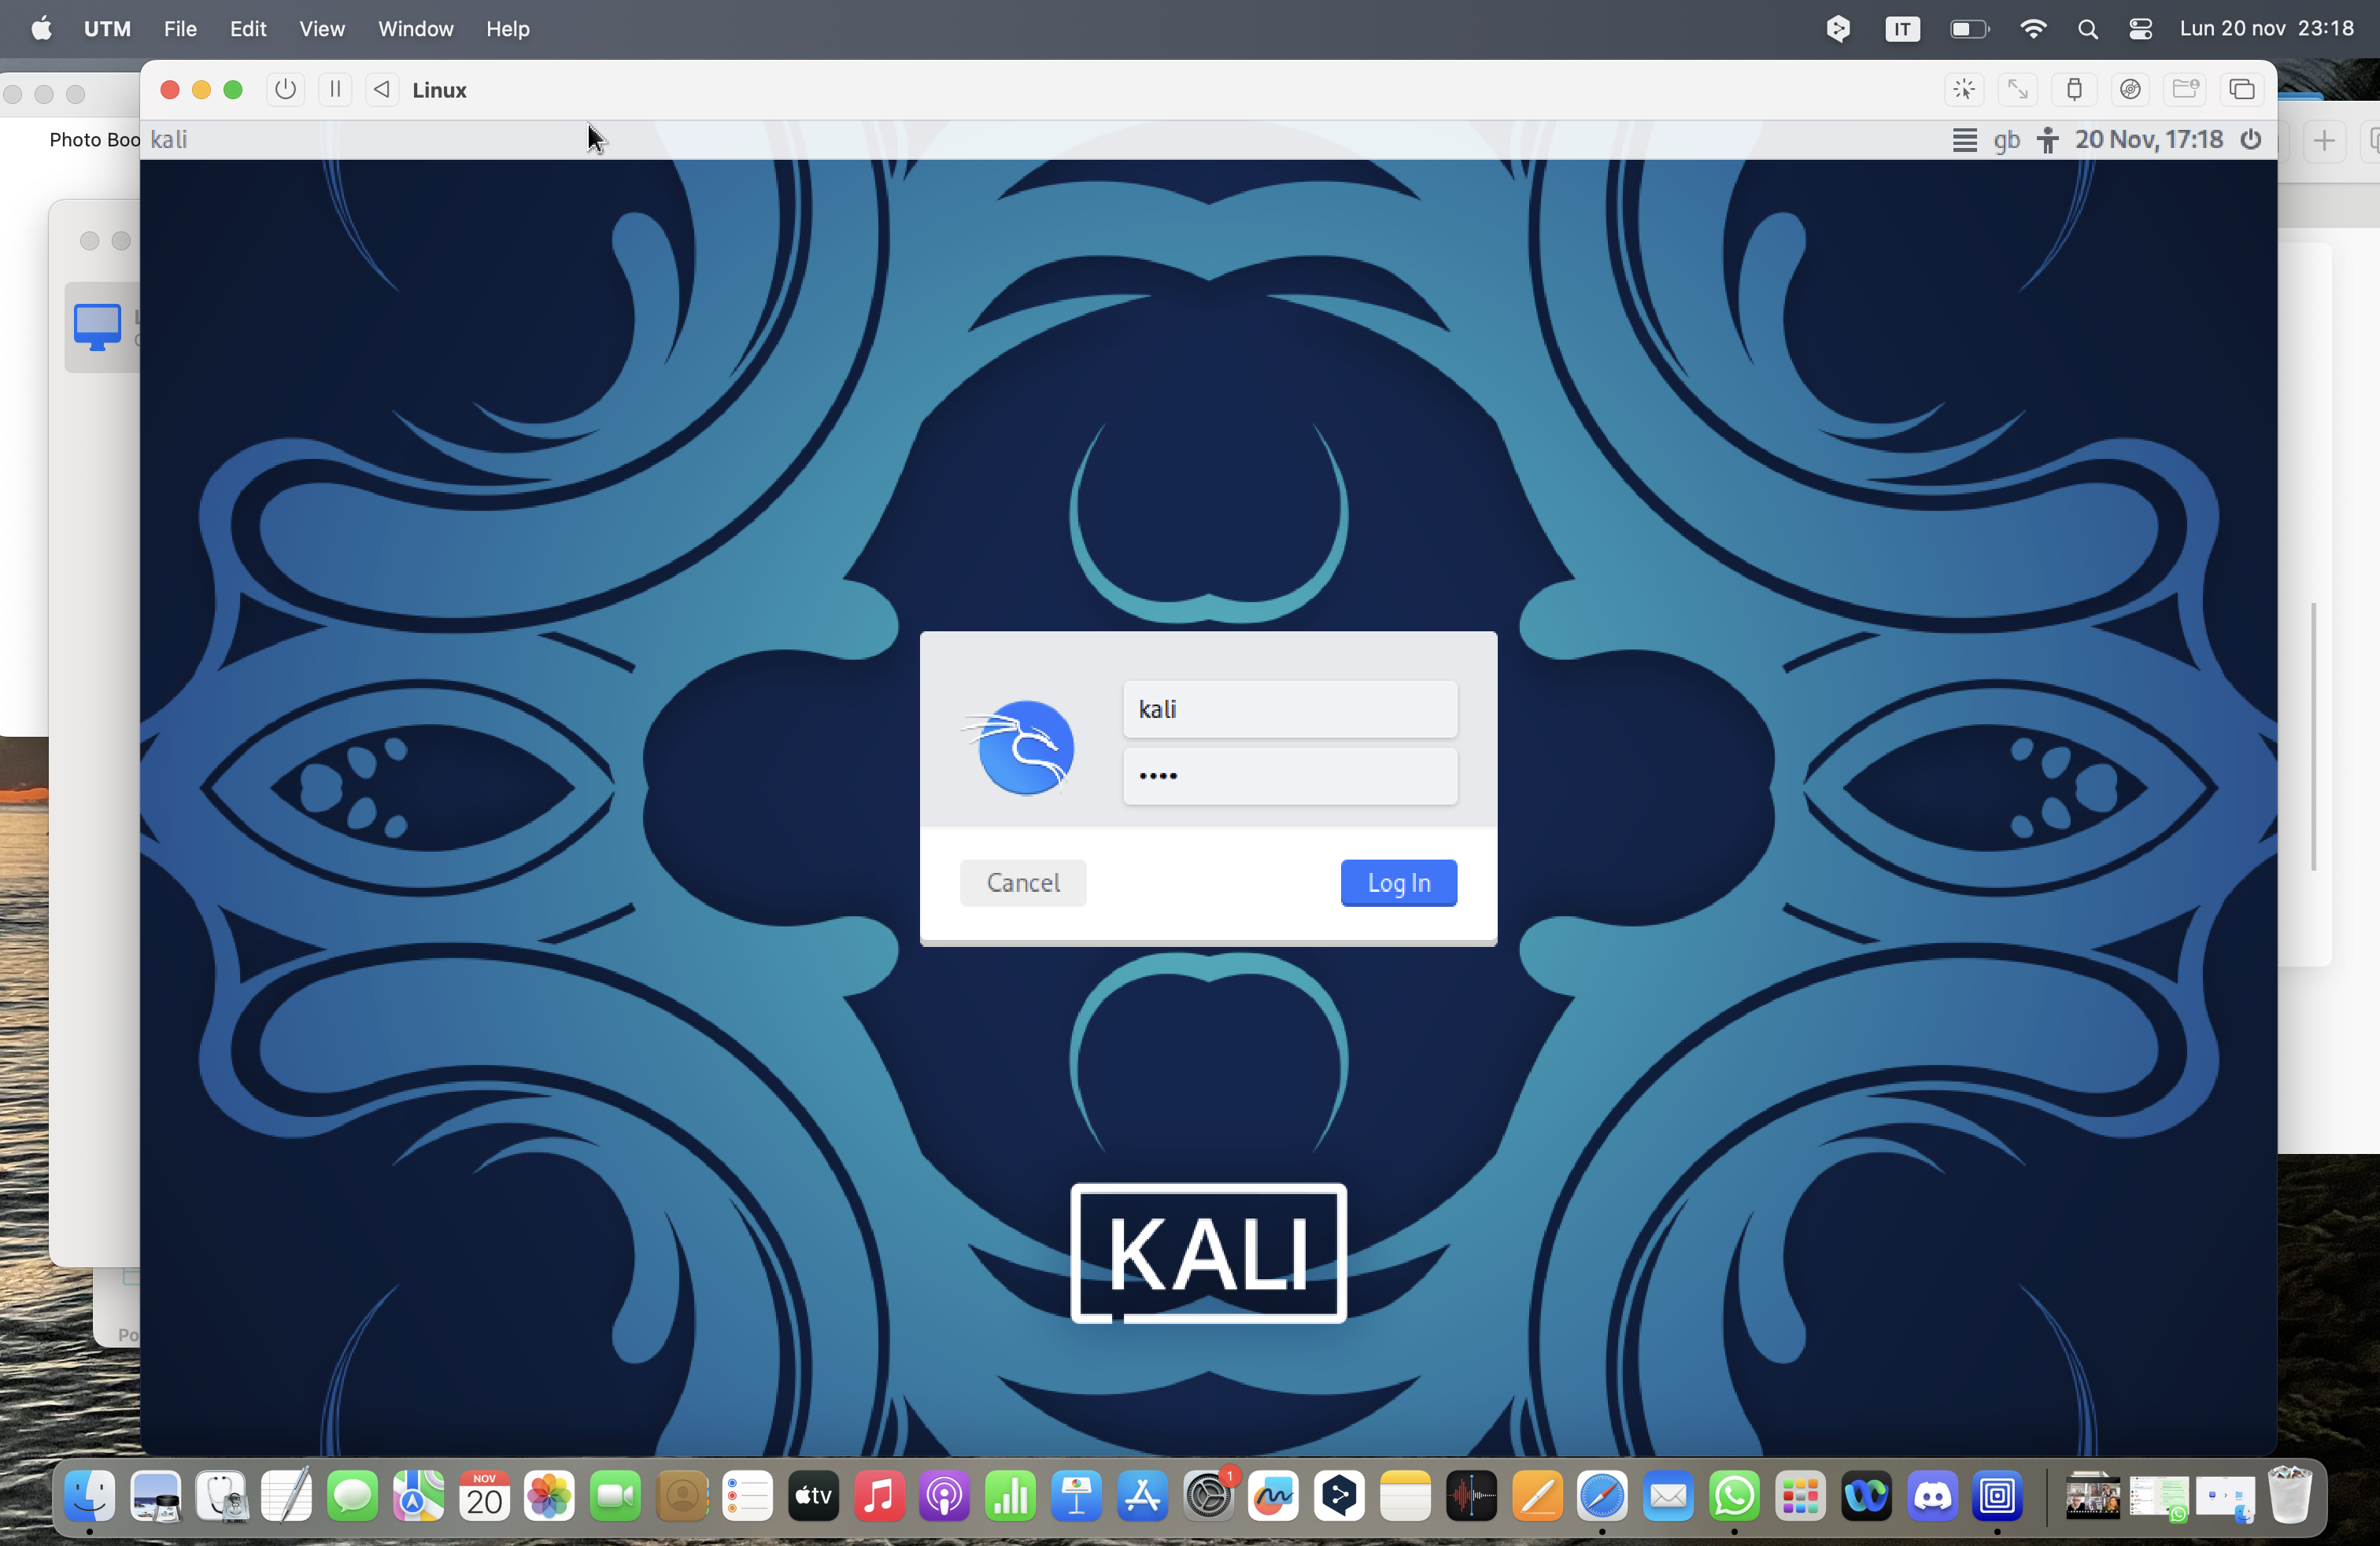 UTM File Edit View Window Help IT Lun 20 nov 23:18
Linux
Photo Boo
kali gb 20 Nov, 17:18
kali
••••
Cancel Log In
KALI
Po
NOV
20
tv
1